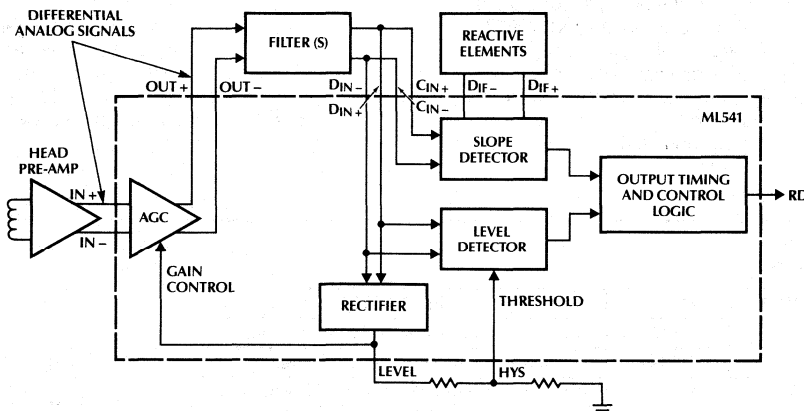 DIFFERENTIAL
ANALOG SIGNALS
FILTER (S)
REACTIVE
ELEMENTS
OUT +
OUT –
DIN –
DIN +
CIN+
CIN–
DIF –
DIF +
ML541
HEAD
PRE-AMP
IN +
IN –
AGC
SLOPE
DETECTOR
OUTPUT TIMING
AND CONTROL
LOGIC
RD
LEVEL
DETECTOR
GAIN
CONTROL
RECTIFIER
THRESHOLD
LEVEL
HYS